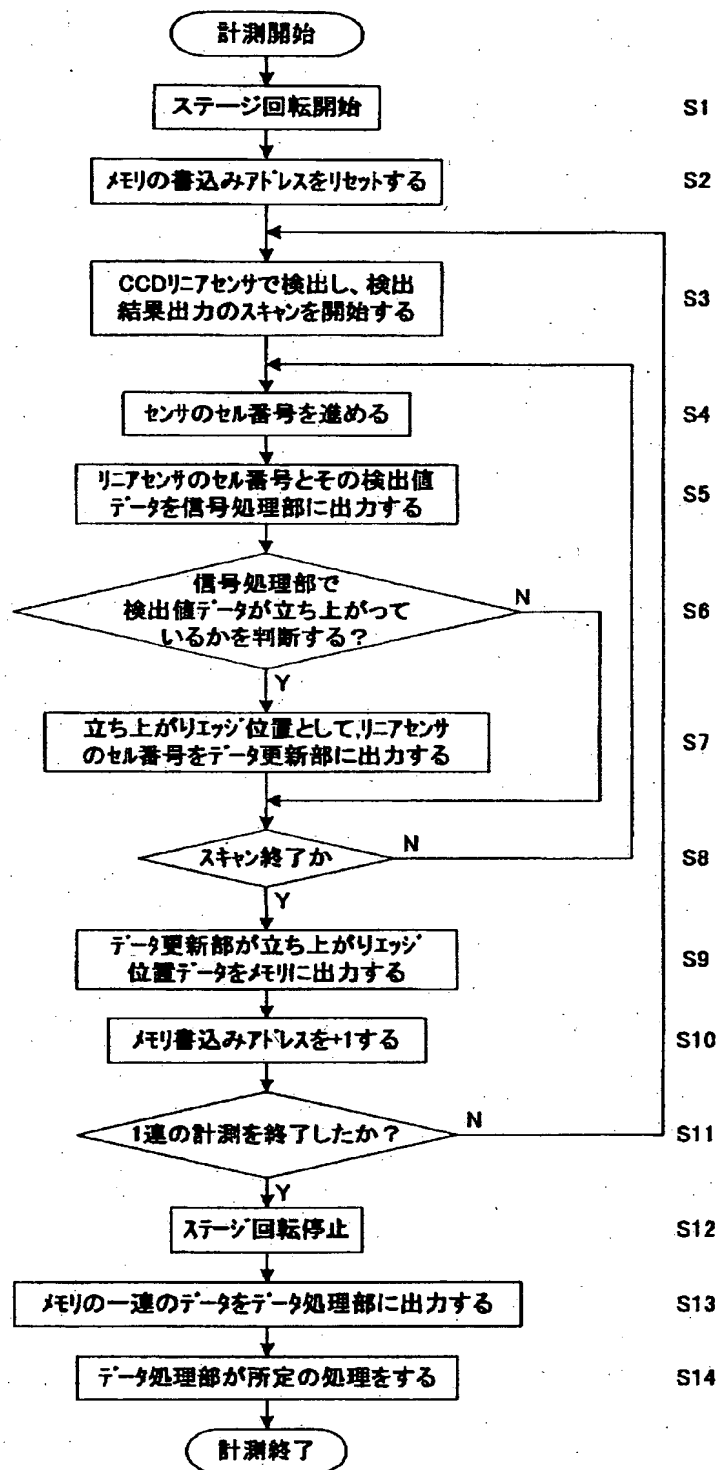 計測開始
ステージ回転開始
S1
メモリの書込みアドレスをリセットする
S2
CCDリニアセンサで検出し、検出
結果出力のスキャンを開始する
S3
センサのセル番号を進める
S4
リニアセンサのセル番号とその検出値
データを信号処理部に出力する
S5
信号処理部で
検出値データが立ち上がって
いるかを判断する？
N
S6
Y
立ち上がりエッジ位置として,リニアセンサ
のセル番号をデータ更新部に出力する
S7
スキャン終了か
N
S8
Y
データ更新部が立ち上がりエッジ
位置データをメモリに出力する
S9
メモリ書込みアドレスを+1する
S10
1連の計測を終了したか？
N
S11
Y
ステージ回転停止
S12
メモリの一連のデータをデータ処理部に出力する
S13
データ処理部が所定の処理をする
S14
計測終了